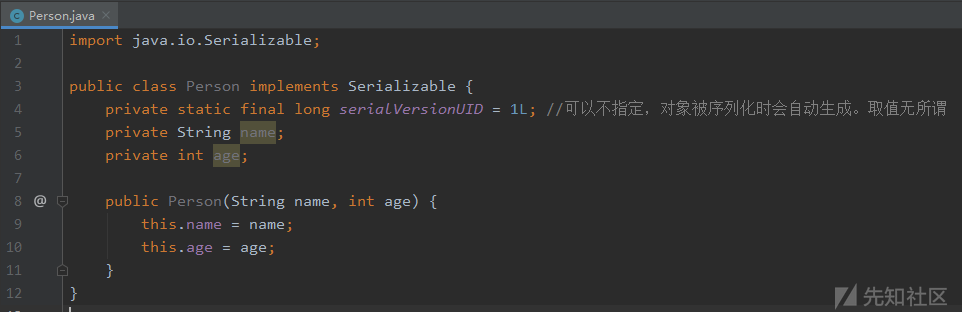 Person.java
1 import java.io.Serializable;
2
3 public class Person implements Serializable {
4 private static final long serialVersionUID = 1L; //可以不指定，对象被序列化时会自动生成。取值无所谓
5 private String name;
6 private int age;
7
8 @ public Person(String name, int age) {
9 this.name = name;
10 this.age = age;
11 }
12 }
先知社区